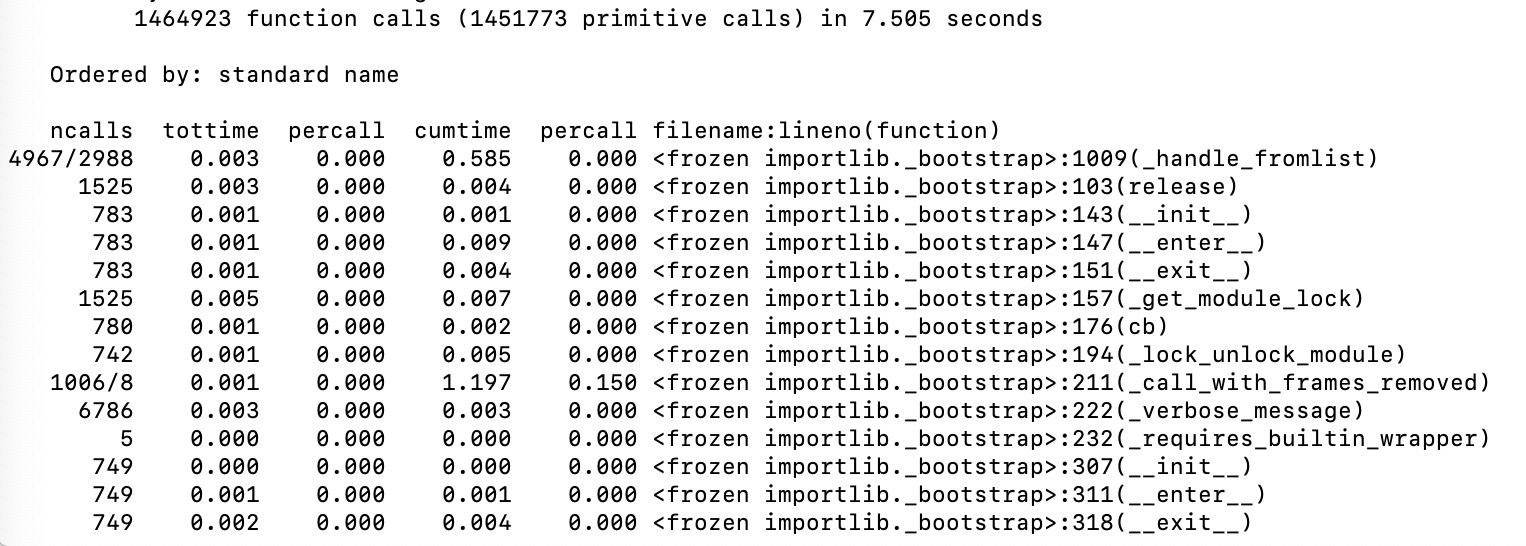 1464923 function calls (1451773 primitive calls) in 7.505 seconds
Ordered by: standard name
ncalls tottime percall cumtime percall filename:lineno(function)
4967/2988 0.003 0.000 0.585 0.000 <frozen importlib._bootstrap>:1009(_handle_fromlist)
1525 0.003 0.000 0.004 0.000 <frozen importlib._bootstrap>:103(release)
783 0.001 0.000 0.001 0.000 <frozen importlib._bootstrap>:143(__init__)
783 0.001 0.000 0.009 0.000 <frozen importlib._bootstrap>:147(__enter__)
783 0.001 0.000 0.004 0.000 <frozen importlib._bootstrap>:151(__exit__)
1525 0.005 0.000 0.007 0.000 <frozen importlib._bootstrap>:157(_get_module_lock)
780 0.001 0.000 0.002 0.000 <frozen importlib._bootstrap>:176(cb)
742 0.001 0.000 0.005 0.000 <frozen importlib._bootstrap>:194(_lock_unlock_module)
1006/8 0.001 0.000 1.197 0.150 <frozen importlib._bootstrap>:211(_call_with_frames_removed)
6786 0.003 0.000 0.003 0.000 <frozen importlib._bootstrap>:222(_verbose_message)
5 0.000 0.000 0.000 0.000 <frozen importlib._bootstrap>:232(_requires_builtin_wrapper)
749 0.000 0.000 0.000 0.000 <frozen importlib._bootstrap>:307(__init__)
749 0.001 0.000 0.001 0.000 <frozen importlib._bootstrap>:311(__enter__)
749 0.002 0.000 0.004 0.000 <frozen importlib._bootstrap>:318(__exit__)